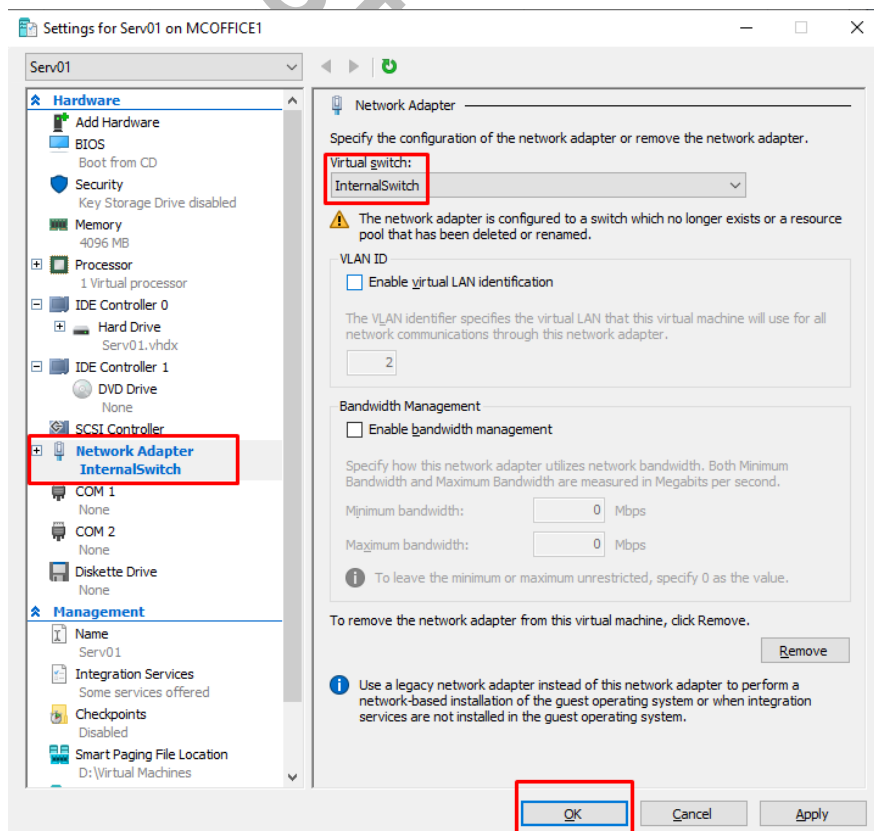 Settings for Serv01 on MCOFFICE1
Serv01
Hardware
Add Hardware
BIOS
Boot from CD
Security
Key Storage Drive disabled
Memory
4096 MB
Processor
1 Virtual processor
IDE Controller 0
Hard Drive
Serv01.vhdx
IDE Controller 1
DVD Drive
None
SCSI Controller
Network Adapter
InternalSwitch
COM 1
None
COM 2
None
Diskette Drive
None
Management
Name
Serv01
Integration Services
Some services offered
Checkpoints
Disabled
Smart Paging File Location
D:\Virtual Machines
Network Adapter
Specify the configuration of the network adapter or remove the network adapter.
Virtual switch:
InternalSwitch
The network adapter is configured to a switch which no longer exists or a resource
pool that has been deleted or renamed.
VLAN ID
Enable virtual LAN identification
The VLAN identifier specifies the virtual LAN that this virtual machine will use for all
network communications through this network adapter.
2
Bandwidth Management
Enable bandwidth management
Specify how this network adapter utilizes network bandwidth. Both Minimum
Bandwidth and Maximum Bandwidth are measured in Megabits per second.
Minimum bandwidth:
0 Mbps
Maximum bandwidth:
0 Mbps
To leave the minimum or maximum unrestricted, specify 0 as the value.
To remove the network adapter from this virtual machine, click Remove.
Remove
Use a legacy network adapter instead of this network adapter to perform a
network-based installation of the guest operating system or when integration
services are not installed in the guest operating system.
OK
Cancel
Apply